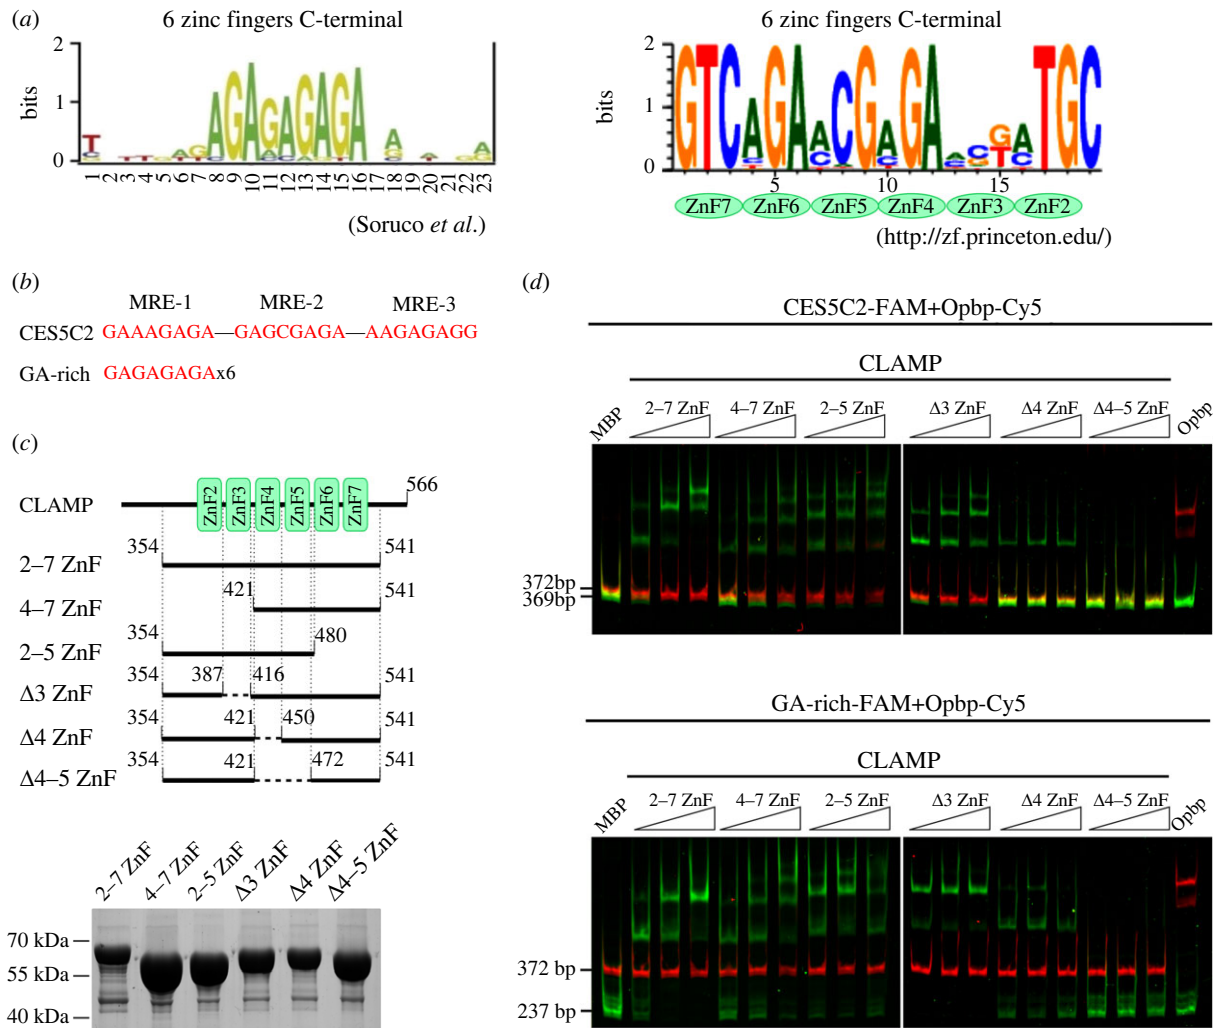 (a)
6 zinc fingers C-terminal
2
1
0
bits
1 2 3 4 5 6 7 8 9 10 11 12 13 14 15 16 17 18 19 20 21 22 23
(Soruco et al.)
6 zinc fingers C-terminal
2
1
0
bits
GTCAGAACGAGA
TGC
5 10 15
ZnF7 ZnF6 ZnF5 ZnF4 ZnF3 ZnF2
(http://zf.princeton.edu/)
(b)
MRE-1 MRE-2 MRE-3
CES5C2 GAAAGAGA—GAGCGAGA—AAGAGAGG
GA-rich GAGAGAGAx6
(c)
ZnF2 ZnF3 ZnF4 ZnF5 ZnF6 ZnF7
CLAMP 566
354 541
2–7 ZnF
421 541
4–7 ZnF
354 480
2–5 ZnF
354 387 416 541
Δ3 ZnF
354 421 450 541
Δ4 ZnF
354 421 472 541
Δ4–5 ZnF
2–7 ZnF 4–7 ZnF 2–5 ZnF Δ3 ZnF Δ4 ZnF Δ4–5 ZnF
70 kDa
55 kDa
40 kDa
(d)
CES5C2-FAM+Opbp-Cy5
CLAMP
MBP 2–7 ZnF 4–7 ZnF 2–5 ZnF Δ3 ZnF Δ4 ZnF Δ4–5 ZnF Opbp
372bp
369bp
GA-rich-FAM+Opbp-Cy5
CLAMP
MBP 2–7 ZnF 4–7 ZnF 2–5 ZnF Δ3 ZnF Δ4 ZnF Δ4–5 ZnF Opbp
372 bp
237 bp